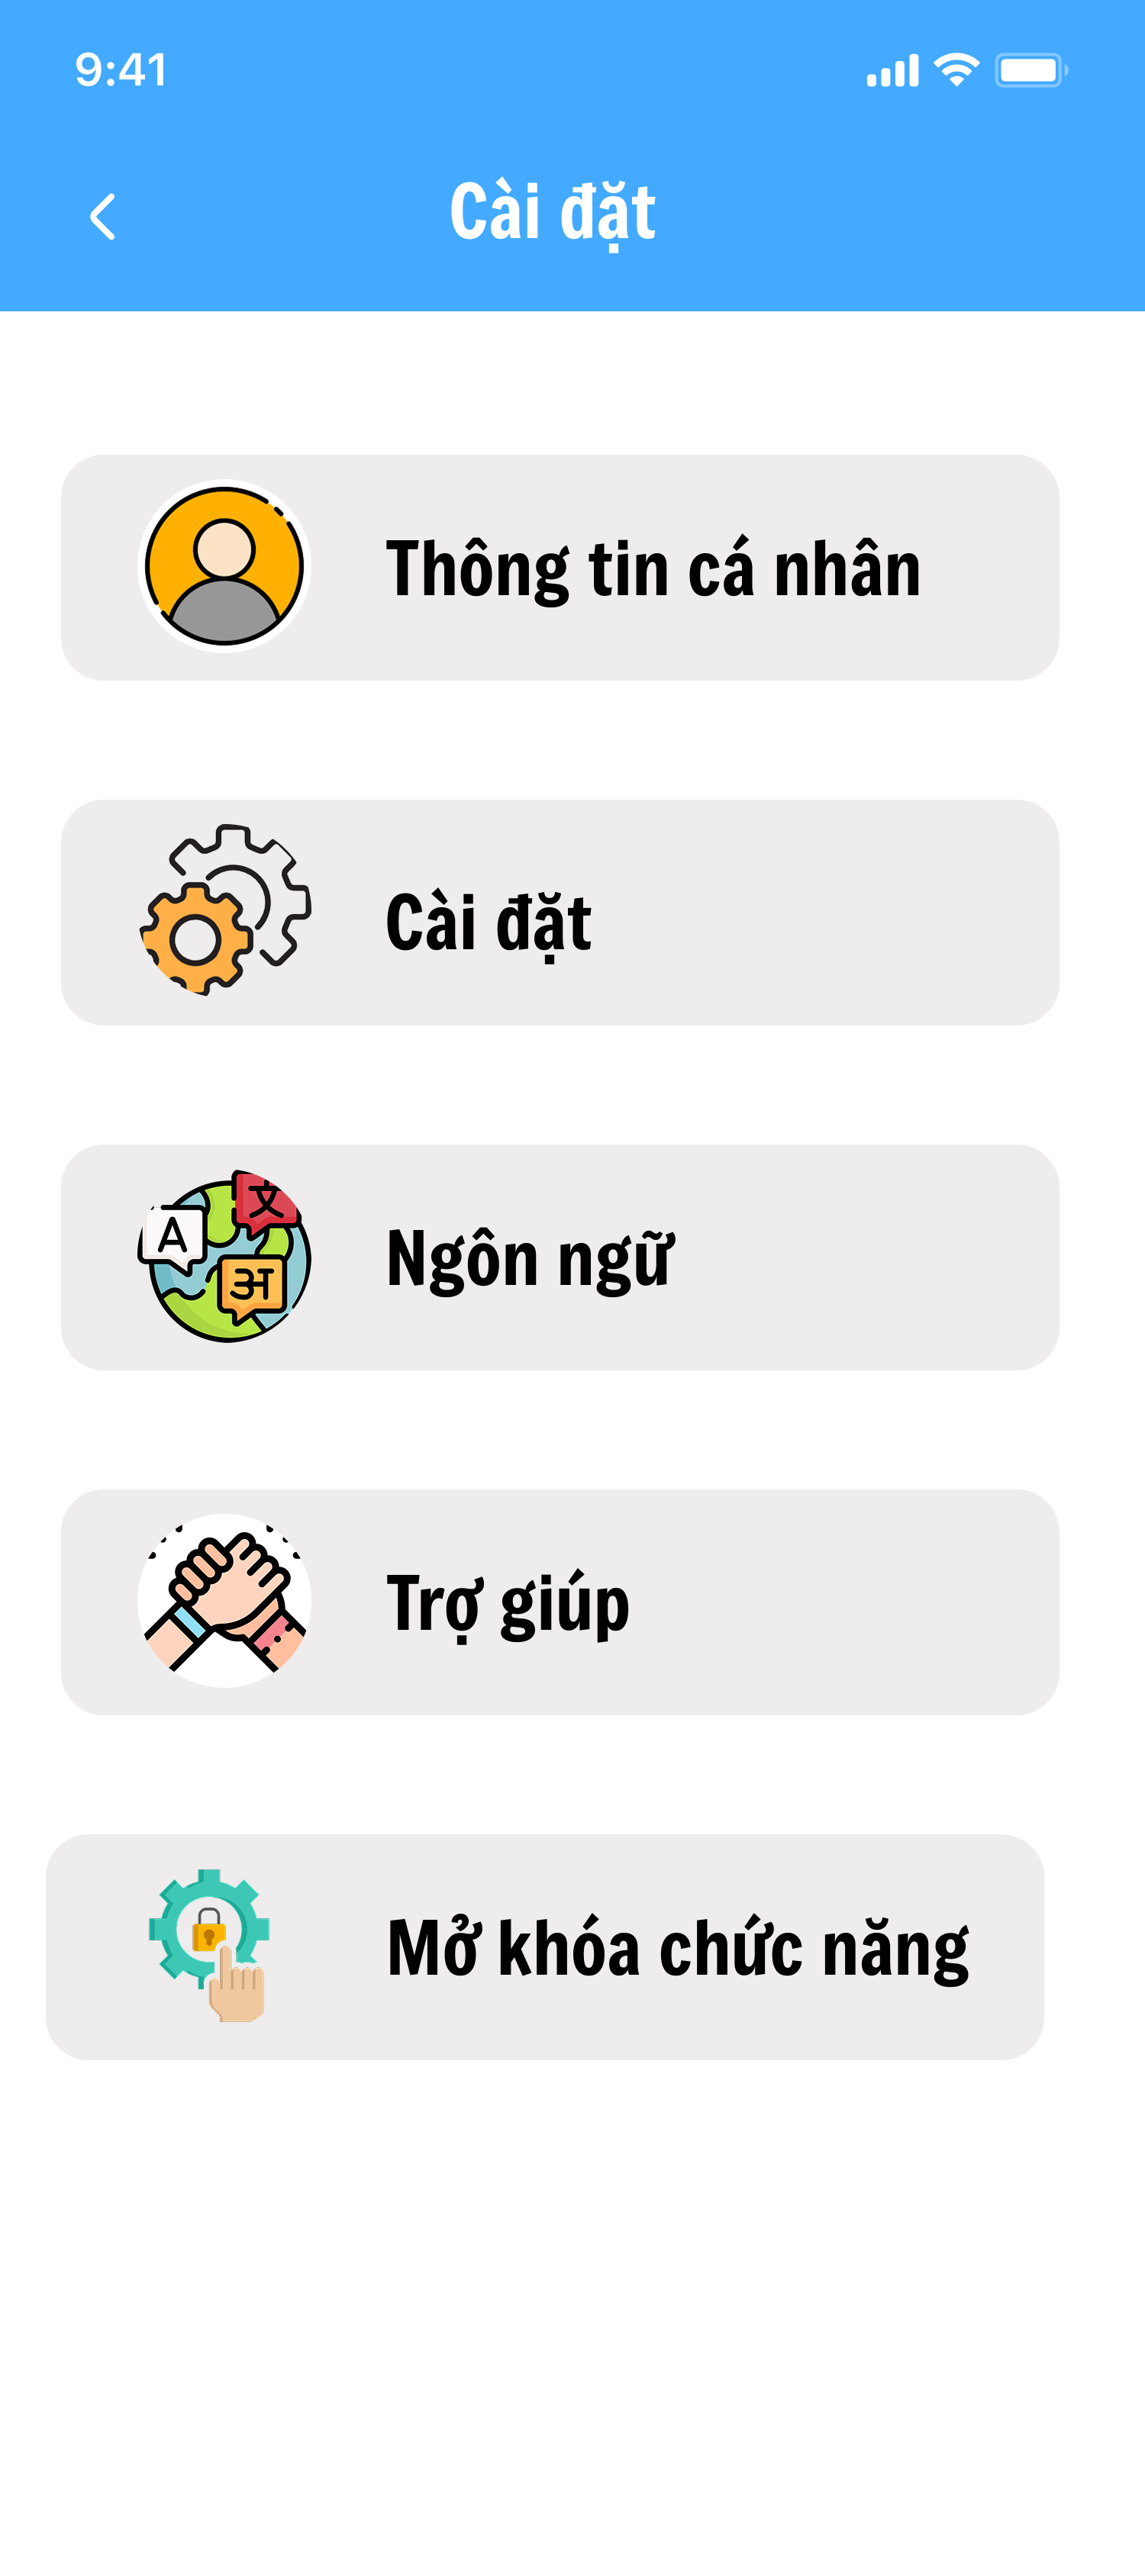 9:41
Cài đặt
Thông tin cá nhân
Cài đặt
A 文 अ
Ngôn ngữ
Trợ giúp
Mở khóa chức năng